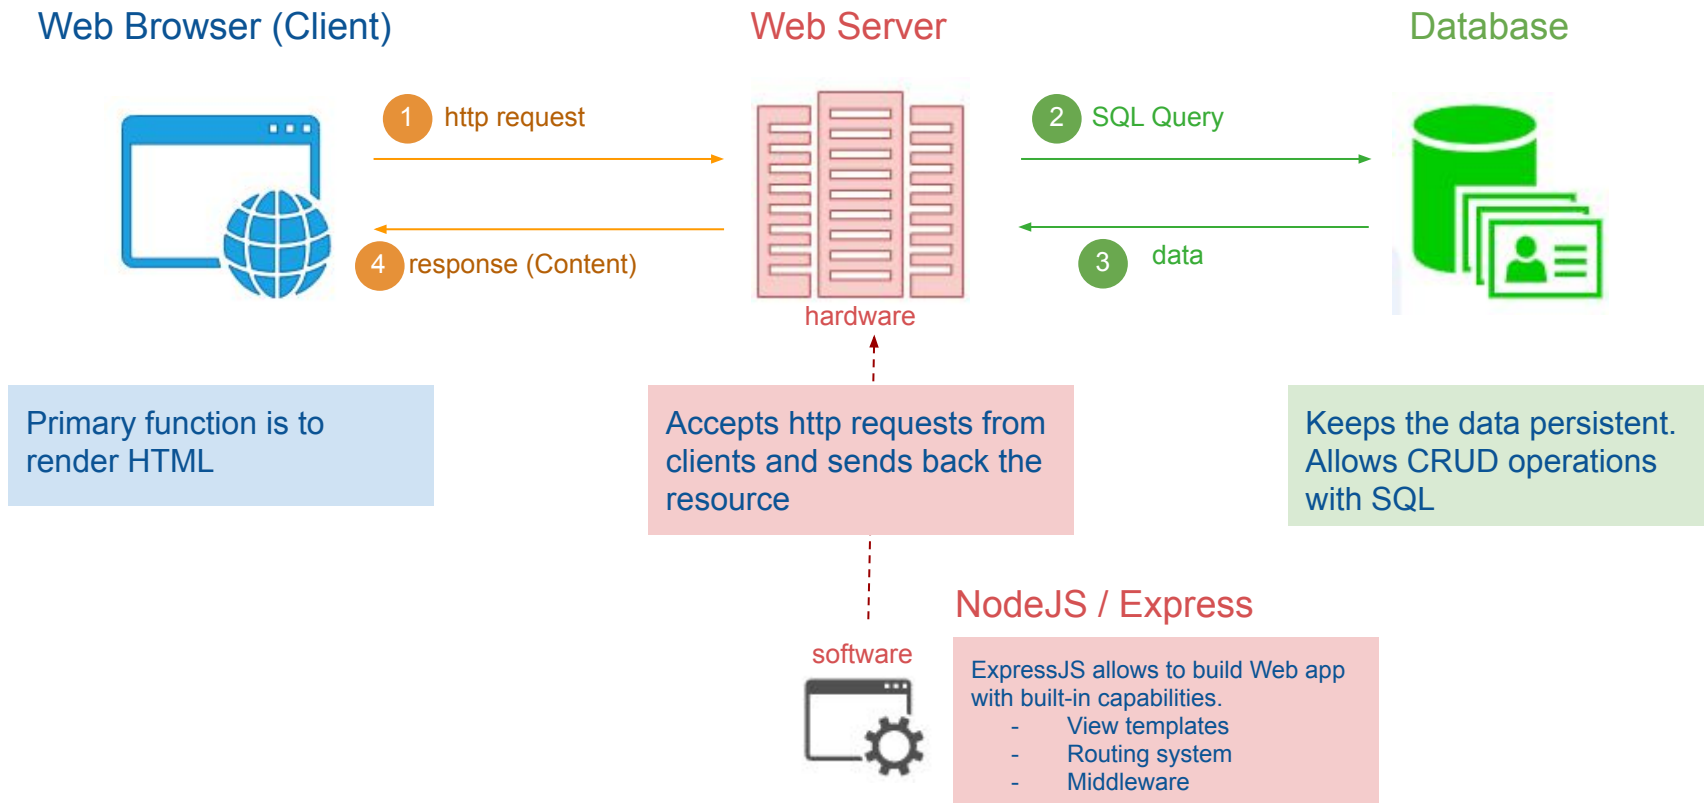 Web Browser (Client)
Web Server
Database
1 http request
2 SQL Query
4 response (Content)
3 data
hardware
Primary function is to
render HTML
Accepts http requests from
clients and sends back the
resource
Keeps the data persistent.
Allows CRUD operations
with SQL
NodeJS / Express
software
ExpressJS allows to build Web app
with built-in capabilities.
- View templates
- Routing system
- Middleware